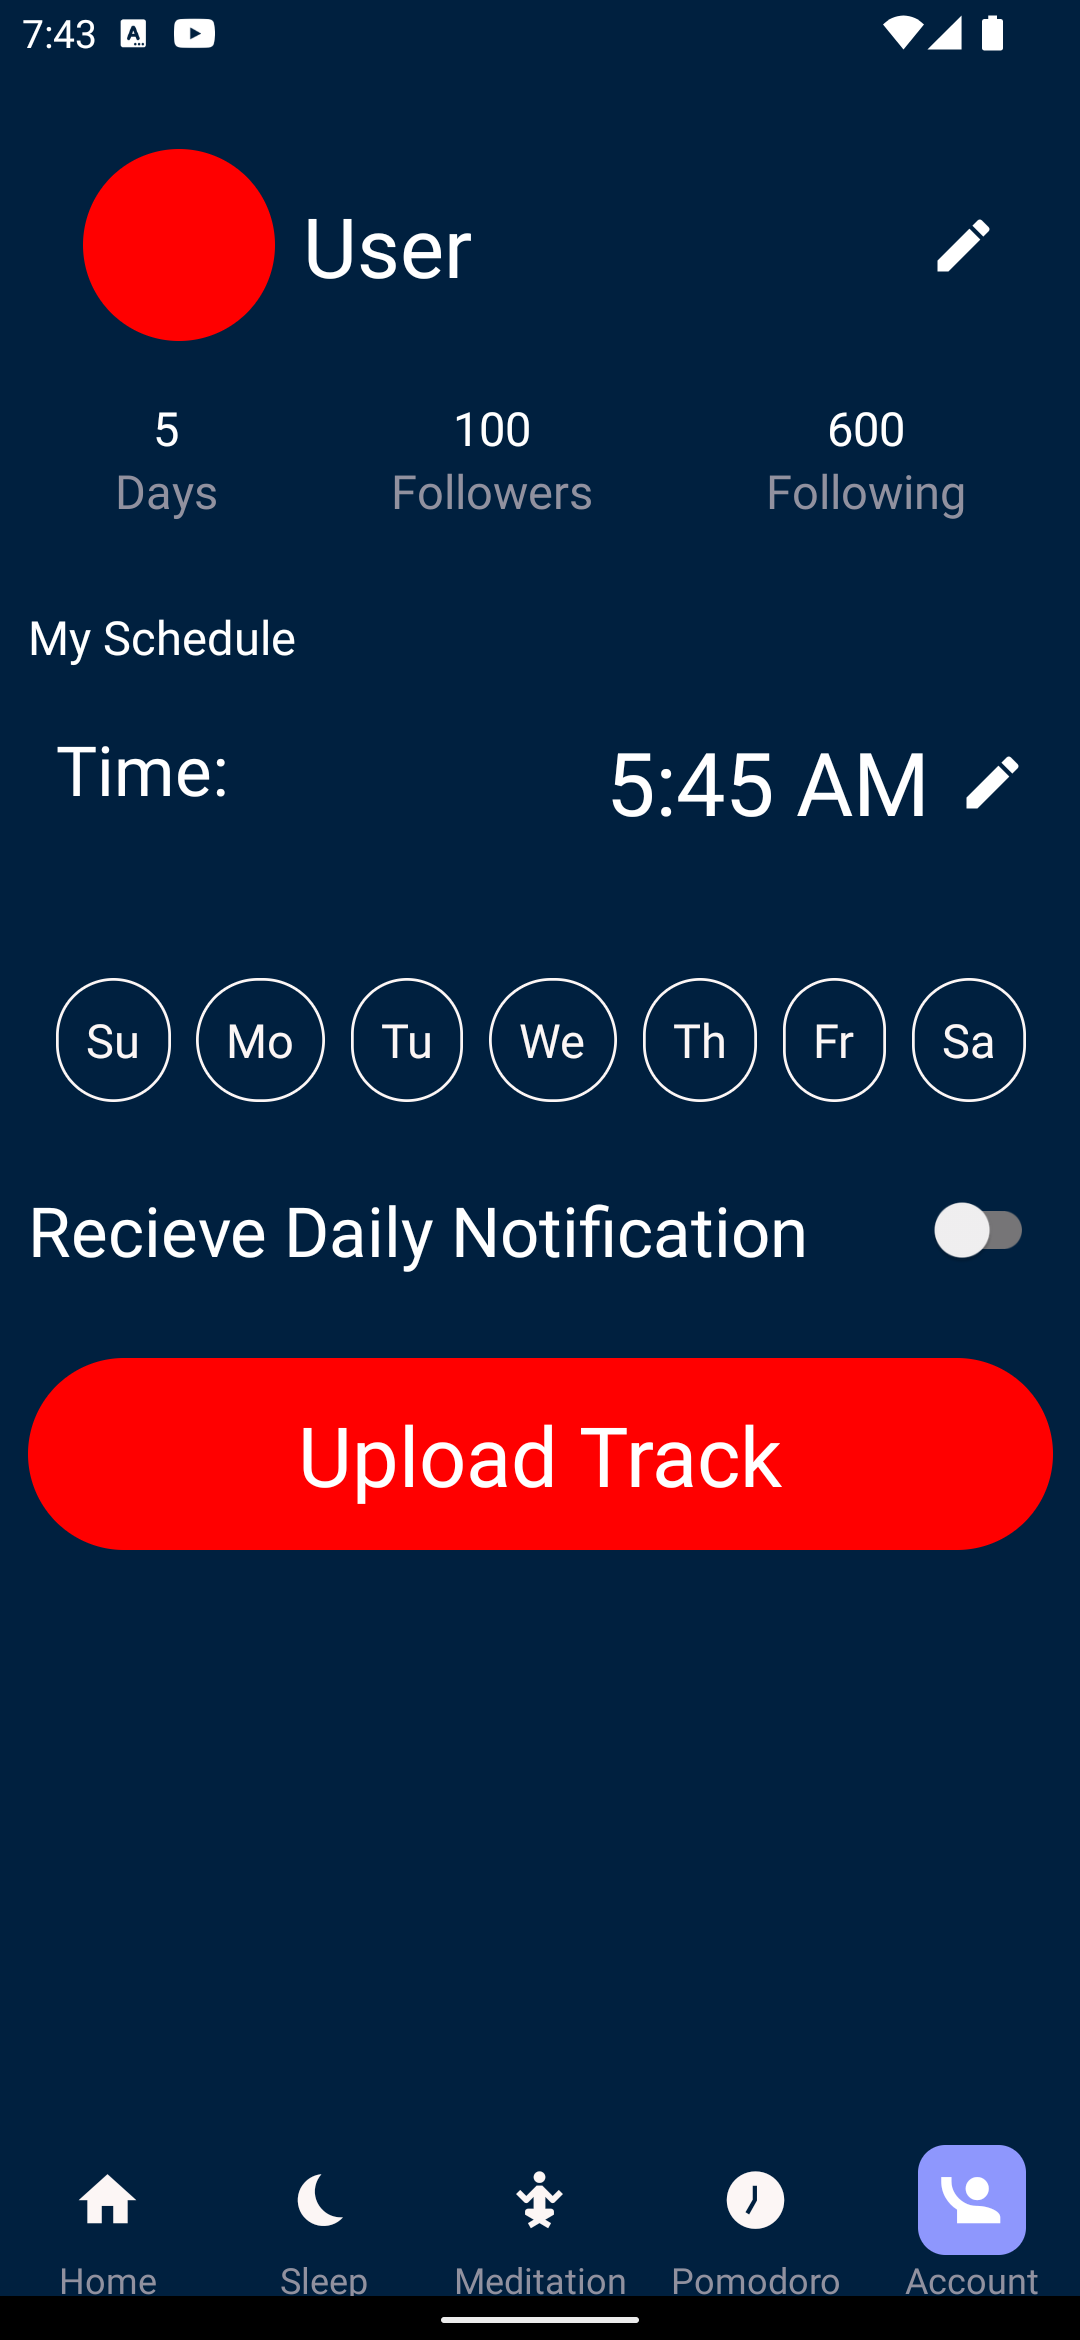 7:43
User
5 100 600
Days Followers Following
My Schedule
Time: 5:45 AM
Su Mo Tu We Th Fr Sa
Recieve Daily Notification
Upload Track
Home Sleep Meditation Pomodoro Account